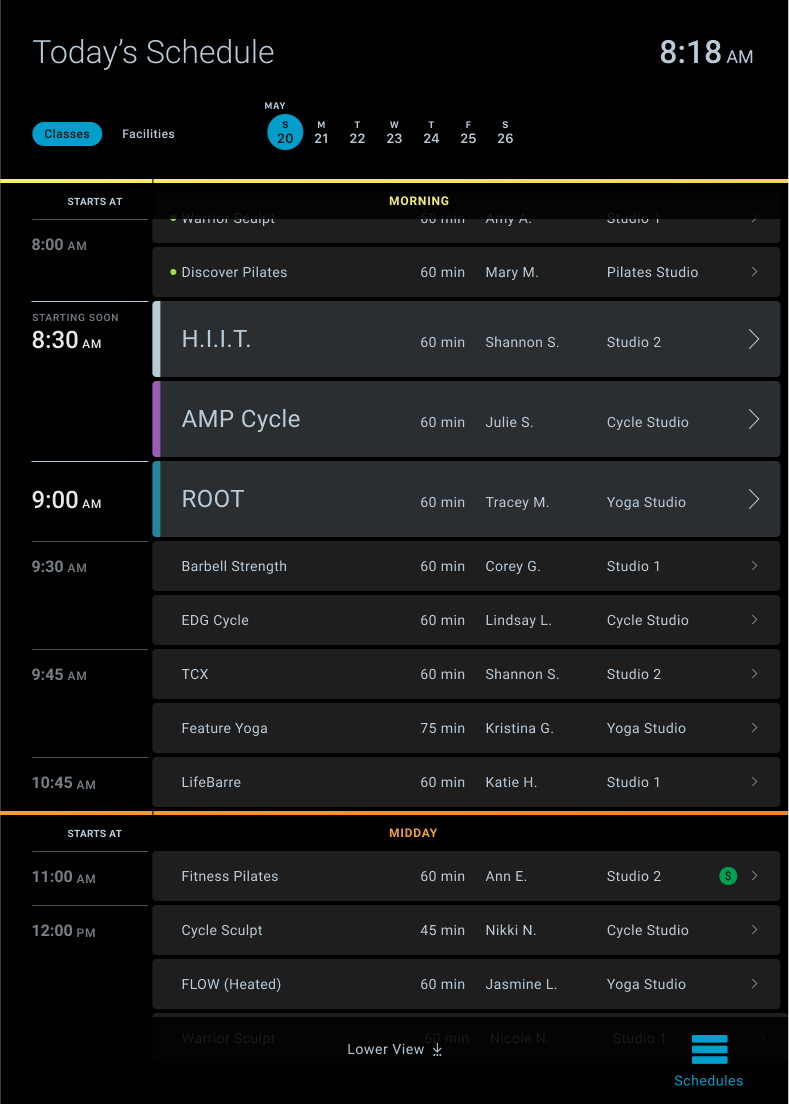 Today's Schedule
8:18 AM
MAY
Classes Facilities
S M T W T F S
20 21 22 23 24 25 26
STARTS AT MORNING
Warrior Sculpt 60 min Amy A. Studio 1
8:00 AM
Discover Pilates 60 min Mary M. Pilates Studio
STARTING SOON
8:30 AM H.I.I.T. 60 min Shannon S. Studio 2
AMP Cycle 60 min Julie S. Cycle Studio
9:00 AM ROOT 60 min Tracey M. Yoga Studio
9:30 AM Barbell Strength 60 min Corey G. Studio 1
EDG Cycle 60 min Lindsay L. Cycle Studio
9:45 AM TCX 60 min Shannon S. Studio 2
Feature Yoga 75 min Kristina G. Yoga Studio
10:45 AM LifeBarre 60 min Katie H. Studio 1
STARTS AT MIDDAY
11:00 AM Fitness Pilates 60 min Ann E. Studio 2 $
12:00 PM Cycle Sculpt 45 min Nikki N. Cycle Studio
FLOW (Heated) 60 min Jasmine L. Yoga Studio
Warrior Sculpt 60 min Nicole N. Studio 1
Lower View
Schedules